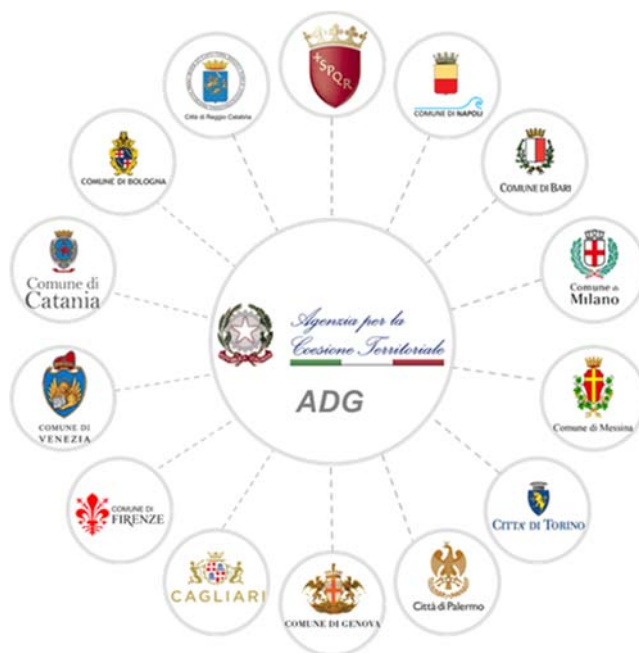 SPQR
COMUNE DI NAPOLI
COMUNE DI BARI
Comune di
Milano
Comune di Messina
CITTA' DI TORINO
Città di Palermo
COMUNE DI GENOVA
CAGLIARI
COMUNE DI
FIRENZE
COMUNE DI
VENEZIA
Comune di
Catania
COMUNE DI BOLOGNA
Città di Reggio Calabria
Agenzia per la
Coesione Territoriale
ADG